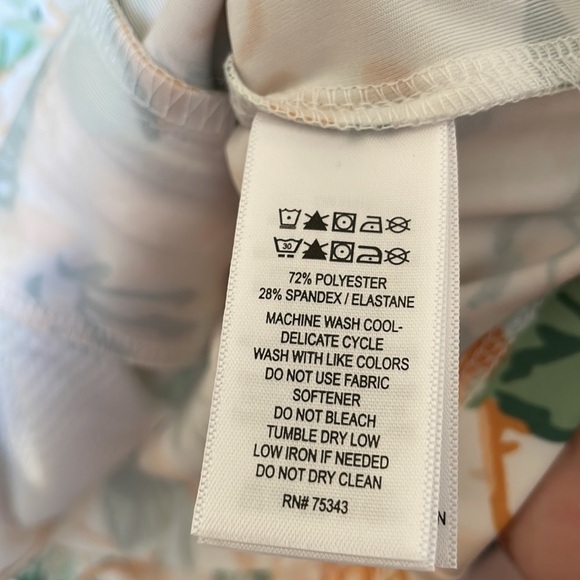 30
72% POLYESTER
28% SPANDEX / ELASTANE
MACHINE WASH COOL-
DELICATE CYCLE
WASH WITH LIKE COLORS
DO NOT USE FABRIC
SOFTENER
DO NOT BLEACH
TUMBLE DRY LOW
LOW IRON IF NEEDED
DO NOT DRY CLEAN
RN# 75343
N